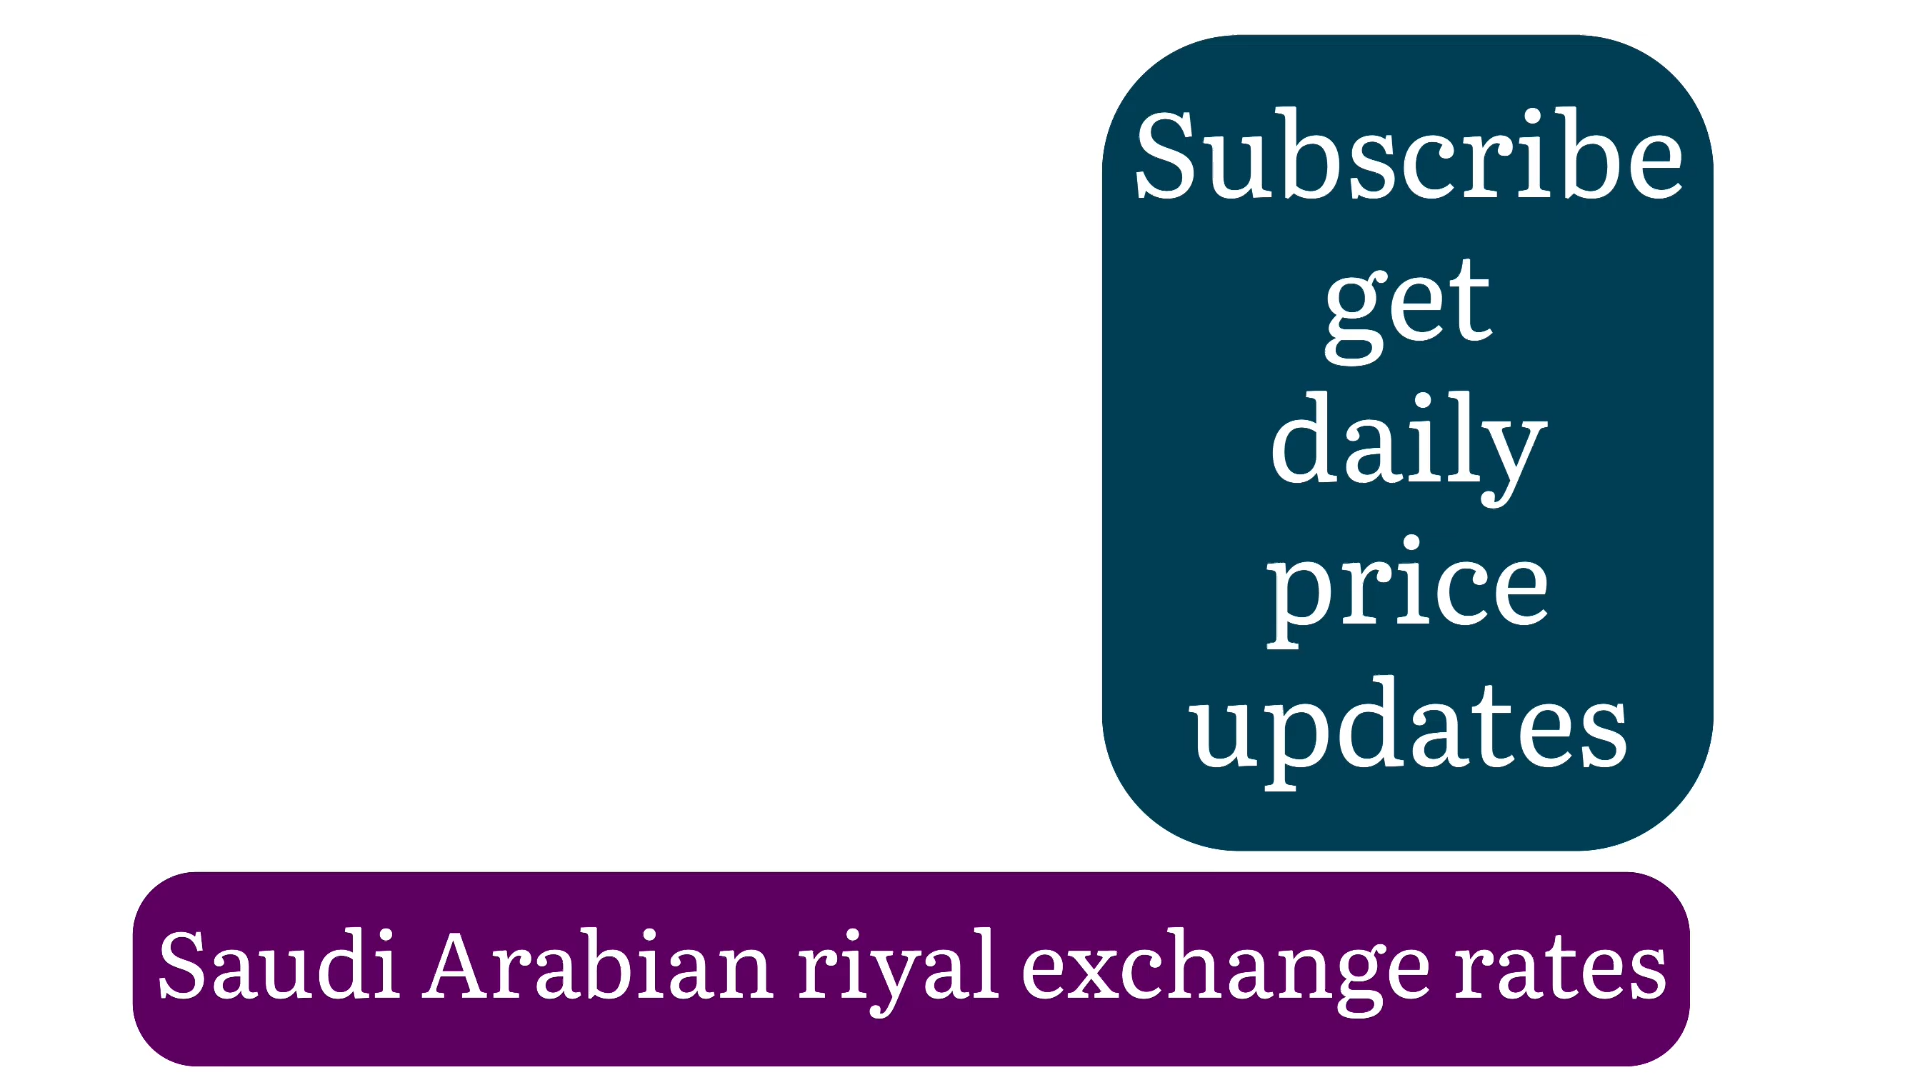 Subscribe
get
daily
price
updates
Saudi Arabian riyal exchange rates